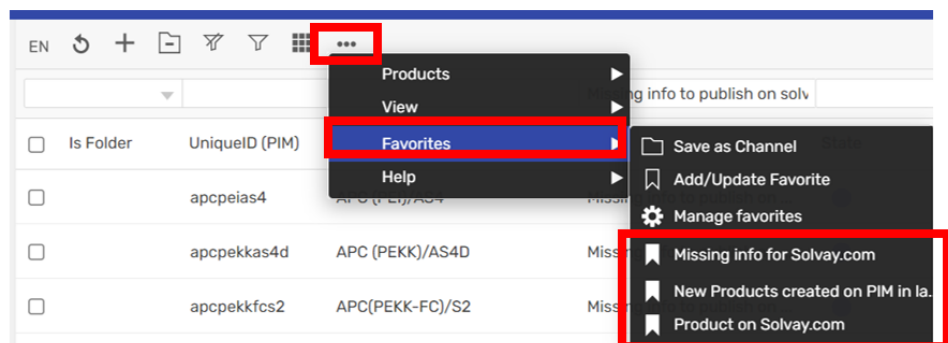 EN
Products
View
Missing info to publish on solv
Is Folder
UniqueID (PIM)
Favorites
Save as Channel
Help
Add/Update Favorite
apcpeias4
Manage favorites
apcpekkas4d
APC (PEKK)/AS4D
Miss
Missing info for Solvay.com
New Products created on PIM in la.
apcpekkfcs2
APC(PEKK-FC)/S2
Miss
Product on Solvay.com